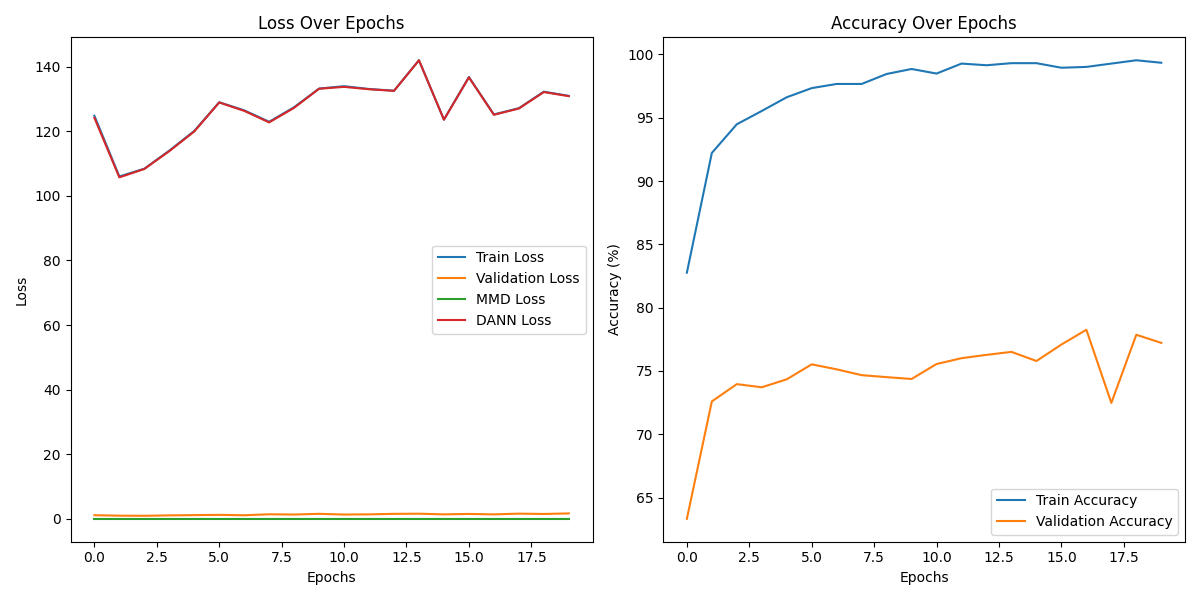 Loss Over Epochs
140
120
100
80
60
40
20
0
Loss
0.0 2.5 5.0 7.5 10.0 12.5 15.0 17.5
Epochs
Train Loss
Validation Loss
MMD Loss
DANN Loss
Accuracy Over Epochs
100
95
90
85
80
75
70
65
Accuracy (%)
0.0 2.5 5.0 7.5 10.0 12.5 15.0 17.5
Epochs
Train Accuracy
Validation Accuracy